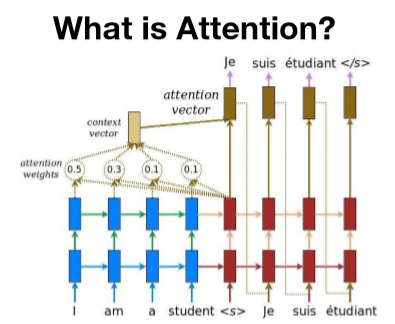 What is Attention?
Je suis étudiant </s>
attention
vector
context
vector
attention
weights
0.5 0.3 0.1 0.1
I am a student <s> Je suis étudiant